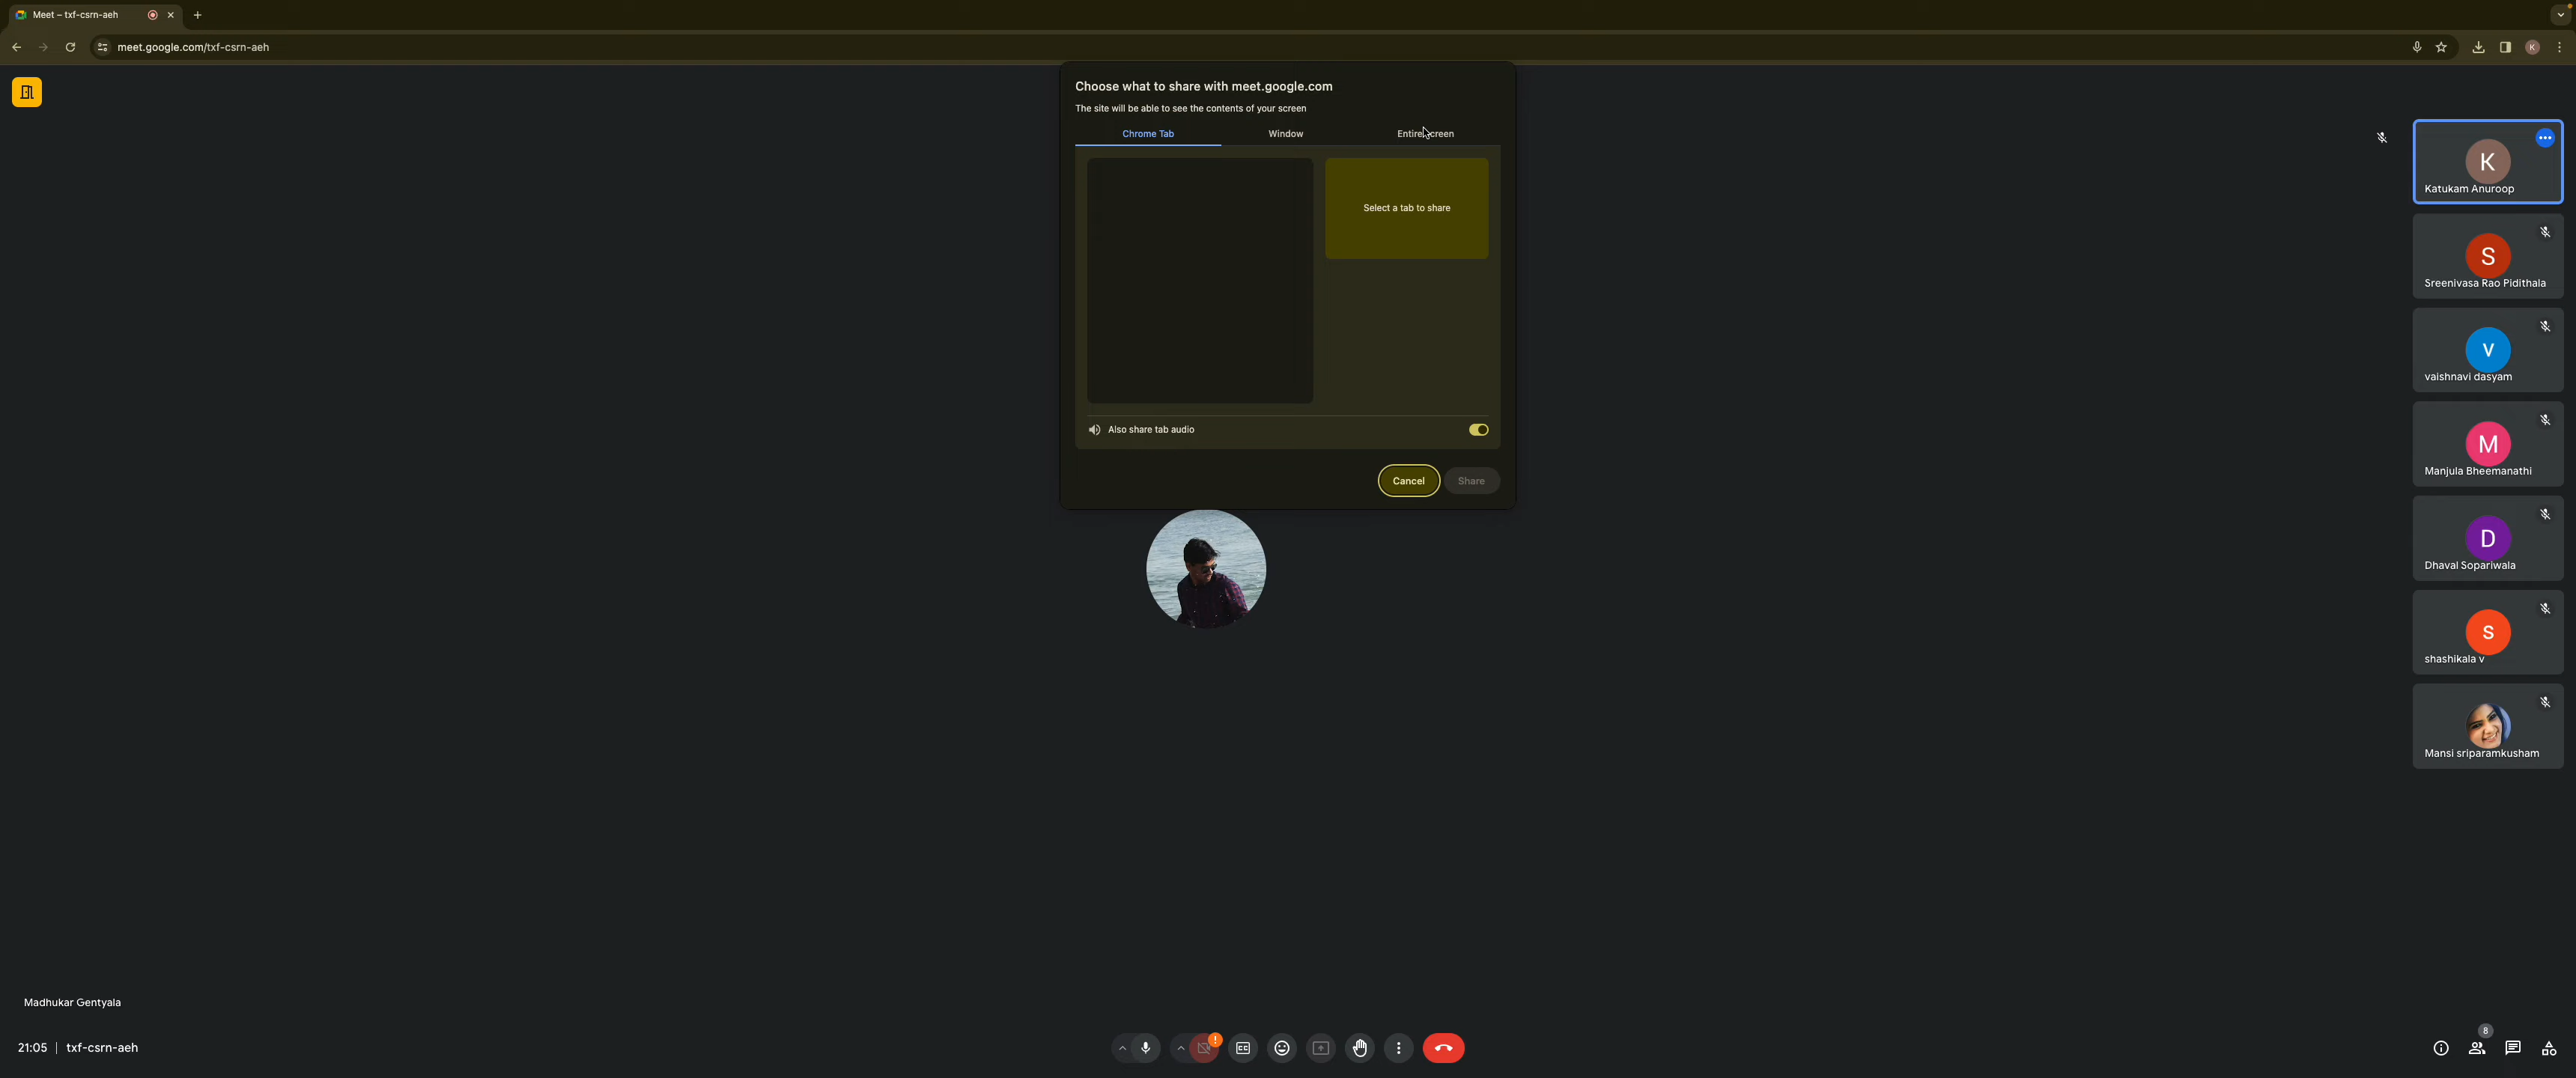 Meet – txf-csrn-aeh
meet.google.com/txf-csrn-aeh
K
Choose what to share with meet.google.com
The site will be able to see the contents of your screen
Chrome Tab
Window
Entire Screen
Select a tab to share
Also share tab audio
Cancel
Share
K
Katukam Anuroop
S
Sreenivasa Rao Pidithala
V
vaishnavi dasyam
M
Manjula Bheemanathi
D
Dhaval Sopariwala
S
shashikala v
Mansi sriparamkusham
Madhukar Gentyala
21:05 | txf-csrn-aeh
!
CC
8